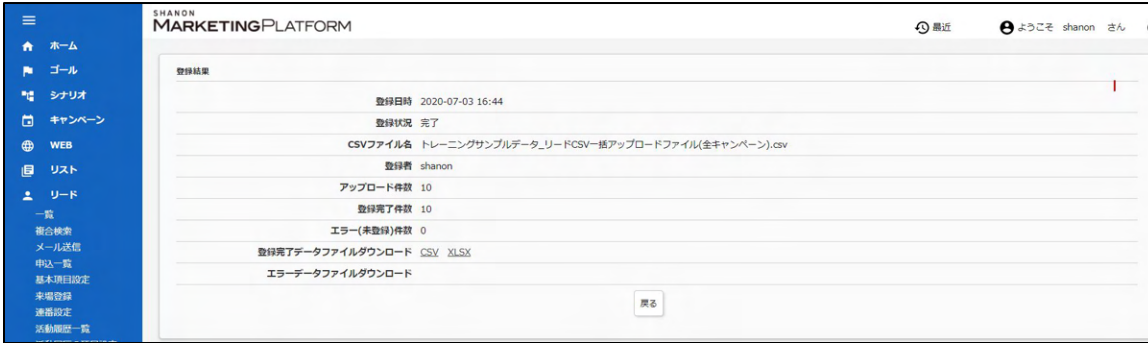 SHANON
MARKETINGPLATFORM
最近
ようこそ shanon さん
ホーム
ゴール
シナリオ
キャンペーン
WEB
リスト
リード
一覧
複合検索
メール送信
申込一覧
基本項目設定
来場登録
連番設定
活動履歴一覧
登録結果
登録日時 2020-07-03 16:44
登録状況 完了
CSVファイル名 トレーニングサンプルデータ_リードCSV一括アップロードファイル(全キャンペーン).csv
登録者 shanon
アップロード件数 10
登録完了件数 10
エラー(未登録)件数 0
登録完了データファイルダウンロード CSV XLSX
エラーデータファイルダウンロード
戻る